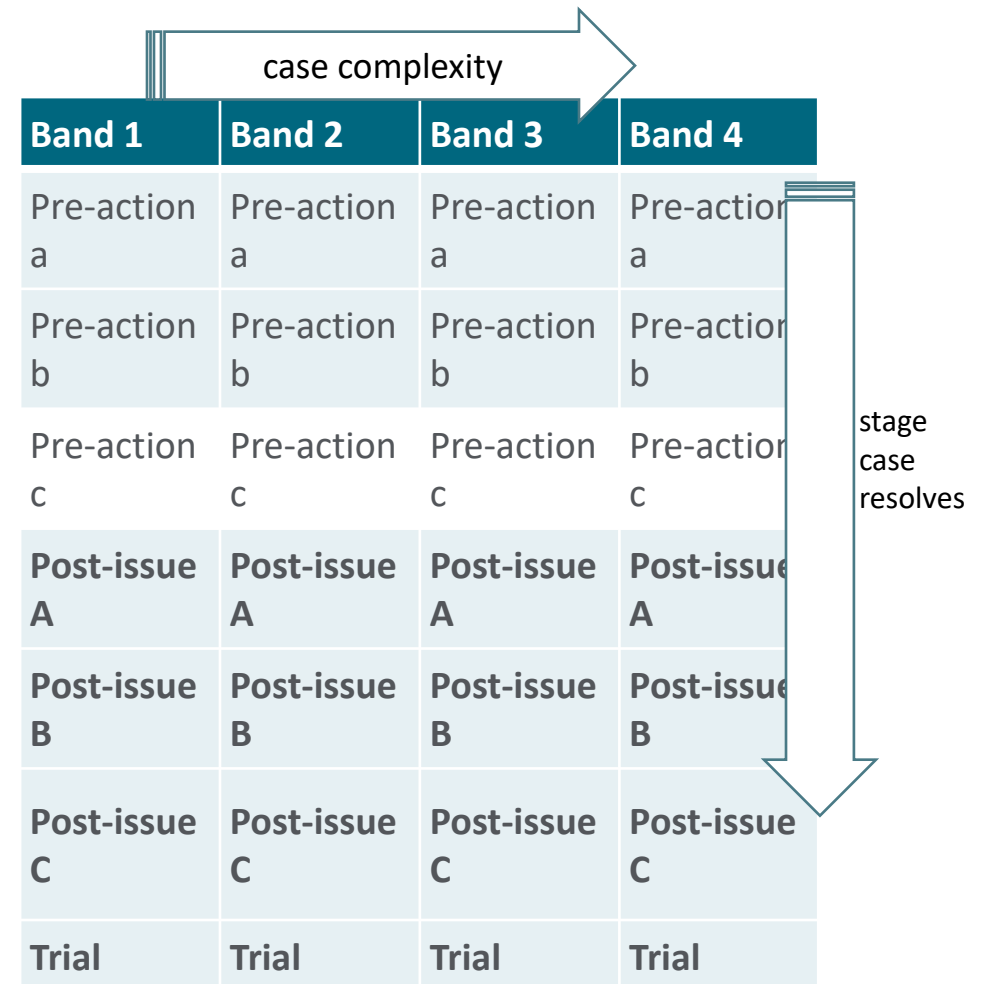 case complexity
Band 1 Band 2 Band 3 Band 4
Pre-action Pre-action Pre-action Pre-action
a a a a
Pre-action Pre-action Pre-action Pre-action
b b b b
stage
case
resolves
Pre-action Pre-action Pre-action Pre-action
c c c c
Post-issue Post-issue Post-issue Post-issue
A A A A
Post-issue Post-issue Post-issue Post-issue
B B B B
Post-issue Post-issue Post-issue Post-issue
C C C C
Trial Trial Trial Trial